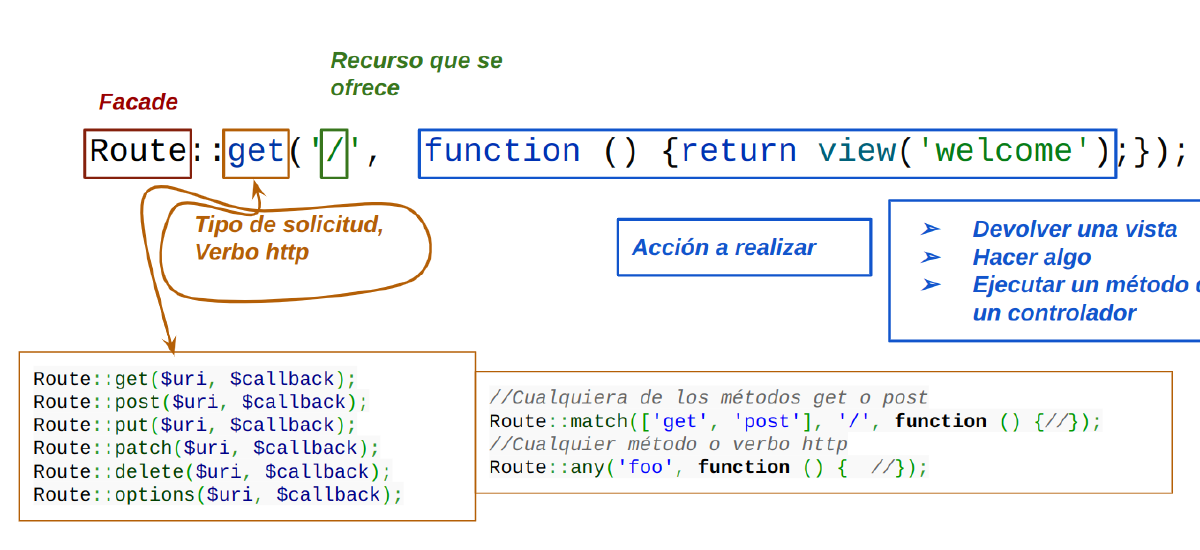 Recurso que se
ofrece
Facade
Route::get('/', function () {return view('welcome');});
Tipo de solicitud,
Verbo http
Acción a realizar
➢ Devolver una vista
➢ Hacer algo
➢ Ejecutar un método
un controlador
Route::get($uri, $callback);
Route::post($uri, $callback);
Route::put($uri, $callback);
Route::patch($uri, $callback);
Route::delete($uri, $callback);
Route::options($uri, $callback);
//Cualquiera de los métodos get o post
Route::match(['get', 'post'], '/', function () {//});
//Cualquier método o verbo http
Route::any('foo', function () { //});